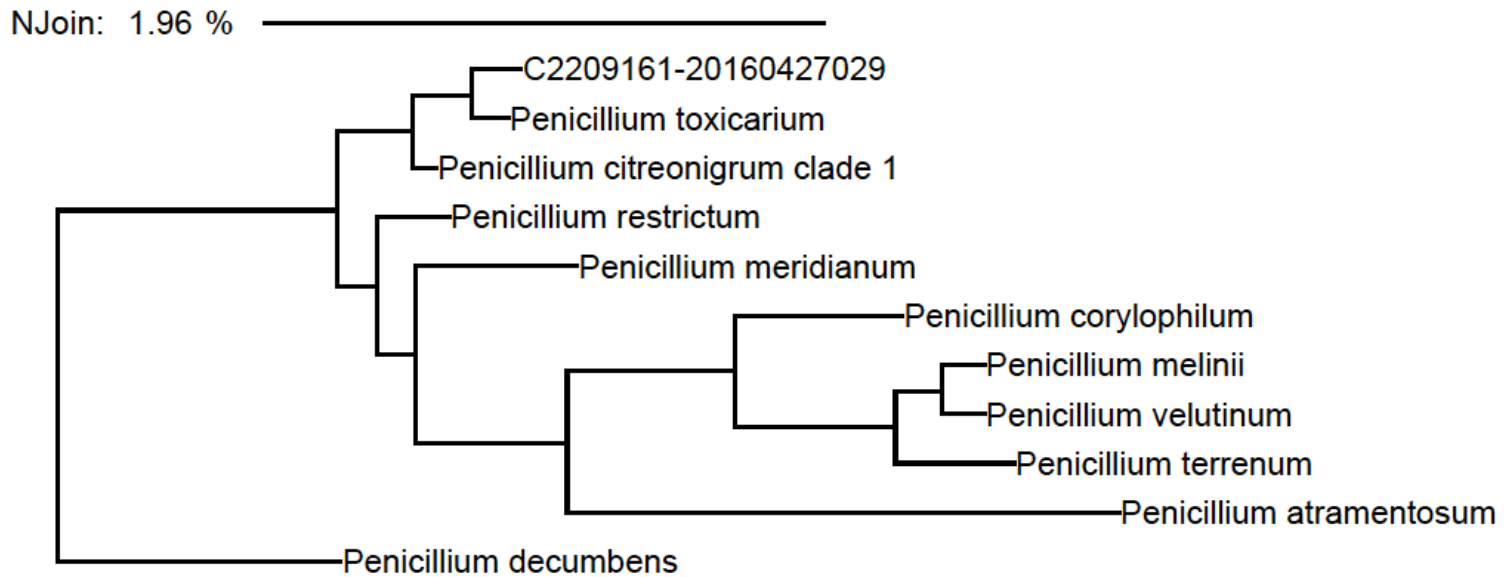 NJoin: 1.96 %
C2209161-20160427029
Penicillium toxicarium
Penicillium citreonigrum clade 1
Penicillium restrictum
Penicillium meridianum
Penicillium corylophilum
Penicillium melinii
Penicillium velutinum
Penicillium terrenum
Penicillium atramentosum
Penicillium decumbens